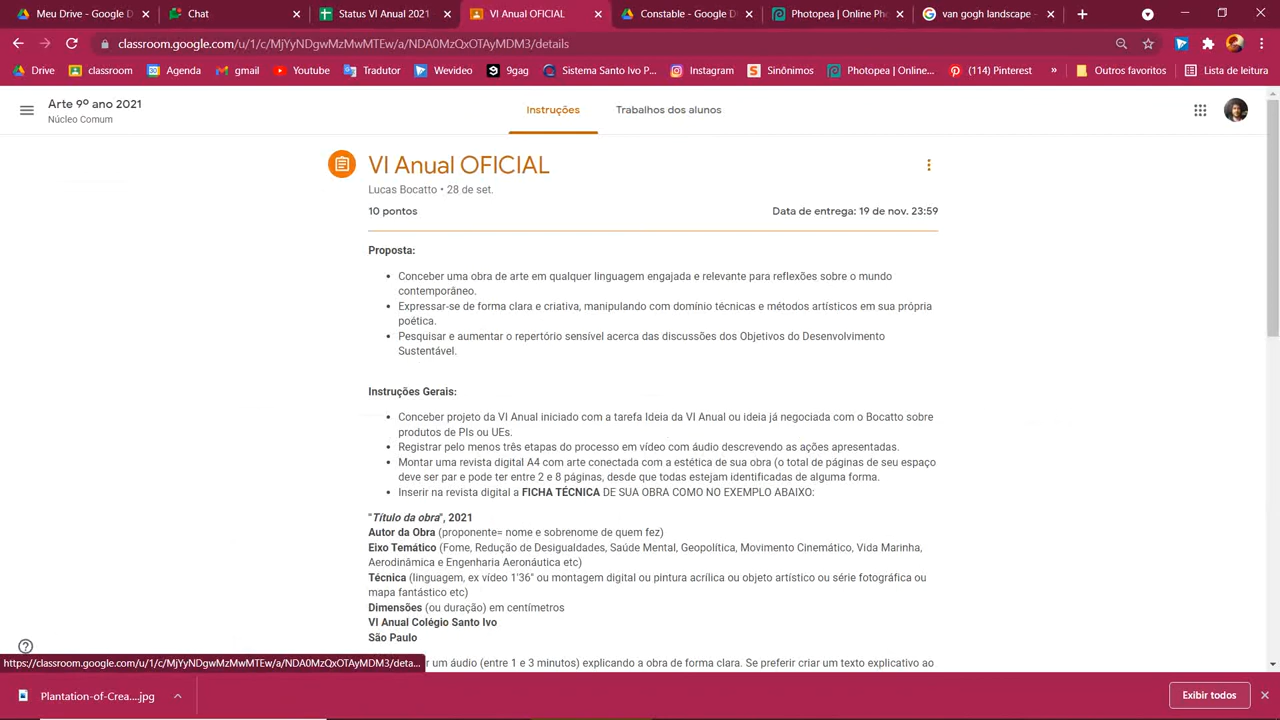 Meu Drive - Google D
Chat
Status VI Anual 2021
VI Anual OFICIAL
Constable - Google D
Photopea | Online Ph
van gogh landscape -
classroom.google.com/u/1/c/MjYyNDgwMzMwMTEw/a/NDA0MzQxOTAyMDM3/details
Drive
classroom
Agenda
gmail
Youtube
Tradutor
Wevideo
9gag
Sistema Santo Ivo P...
Instagram
Sinônimos
Photopea | Online...
(114) Pinterest
»
Outros favoritos
Lista de leitura
Arte 9º ano 2021
Núcleo Comum
Instruções
Trabalhos dos alunos
VI Anual OFICIAL
Lucas Bocatto • 28 de set.
10 pontos
Data de entrega: 19 de nov. 23:59
Proposta:
• Conceber uma obra de arte em qualquer linguagem engajada e relevante para reflexões sobre o mundo
contemporâneo.
• Expressar-se de forma clara e criativa, manipulando com domínio técnicas e métodos artísticos em sua própria
poética.
• Pesquisar e aumentar o repertório sensível acerca das discussões dos Objetivos do Desenvolvimento
Sustentável.
Instruções Gerais:
• Conceber projeto da VI Anual iniciado com a tarefa Ideia da VI Anual ou ideia já negociada com o Bocatto sobre
produtos de PIs ou UEs.
• Registrar pelo menos três etapas do processo em vídeo com áudio descrevendo as ações apresentadas.
• Montar uma revista digital A4 com arte conectada com a estética de sua obra (o total de páginas de seu espaço
deve ser par e pode ter entre 2 e 8 páginas, desde que todas estejam identificadas de alguma forma.
• Inserir na revista digital a FICHA TÉCNICA DE SUA OBRA COMO NO EXEMPLO ABAIXO:
"Título da obra", 2021
Autor da Obra (proponente= nome e sobrenome de quem fez)
Eixo Temático (Fome, Redução de Desigualdades, Saúde Mental, Geopolítica, Movimento Cinemático, Vida Marinha,
Aerodinâmica e Engenharia Aeronáutica etc)
Técnica (linguagem, ex vídeo 1'36" ou montagem digital ou pintura acrílica ou objeto artístico ou série fotográfica ou
mapa fantástico etc)
Dimensões (ou duração) em centímetros
VI Anual Colégio Santo Ivo
São Paulo
r um áudio (entre 1 e 3 minutos) explicando a obra de forma clara. Se preferir criar um texto explicativo ao
https://classroom.google.com/u/1/c/MjYyNDgwMzMwMTEw/a/NDA0MzQxOTAyMDM3/deta...
Plantation-of-Crea....jpg
Exibir todos